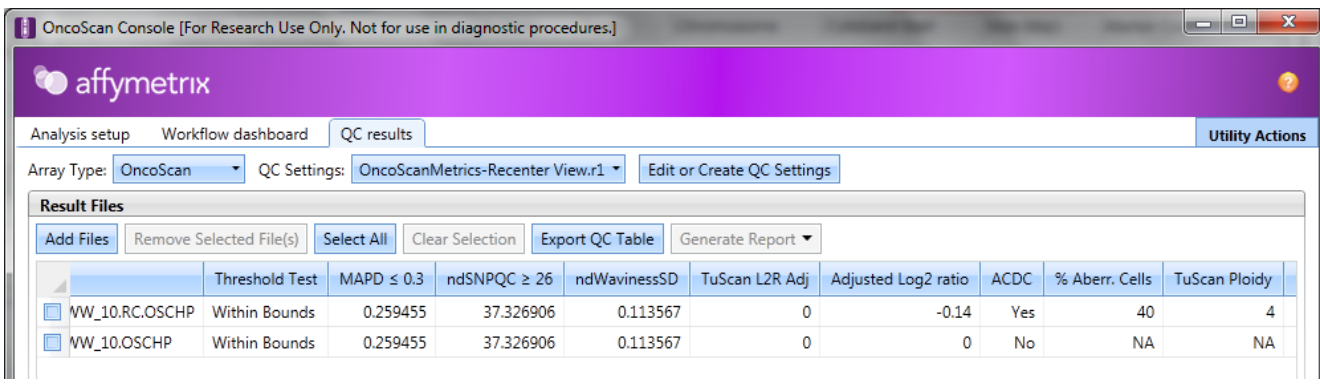 OncoScan Console [For Research Use Only. Not for use in diagnostic procedures.]
affymetrix
Analysis setup Workflow dashboard QC results Utility Actions
Array Type: OncoScan QC Settings: OncoScanMetrics-Recenter View.r1 Edit or Create QC Settings
Result Files
Add Files Remove Selected File(s) Select All Clear Selection Export QC Table Generate Report
Threshold Test MAPD ≤ 0.3 ndSNPQC ≥ 26 ndWavinessSD TuScan L2R Adj Adjusted Log2 ratio ACDC % Aberr. Cells TuScan Ploidy
WW_10.RC.OSCHP Within Bounds 0.259455 37.326906 0.113567 0 -0.14 Yes 40 4
WW_10.OSCHP Within Bounds 0.259455 37.326906 0.113567 0 0 No NA NA